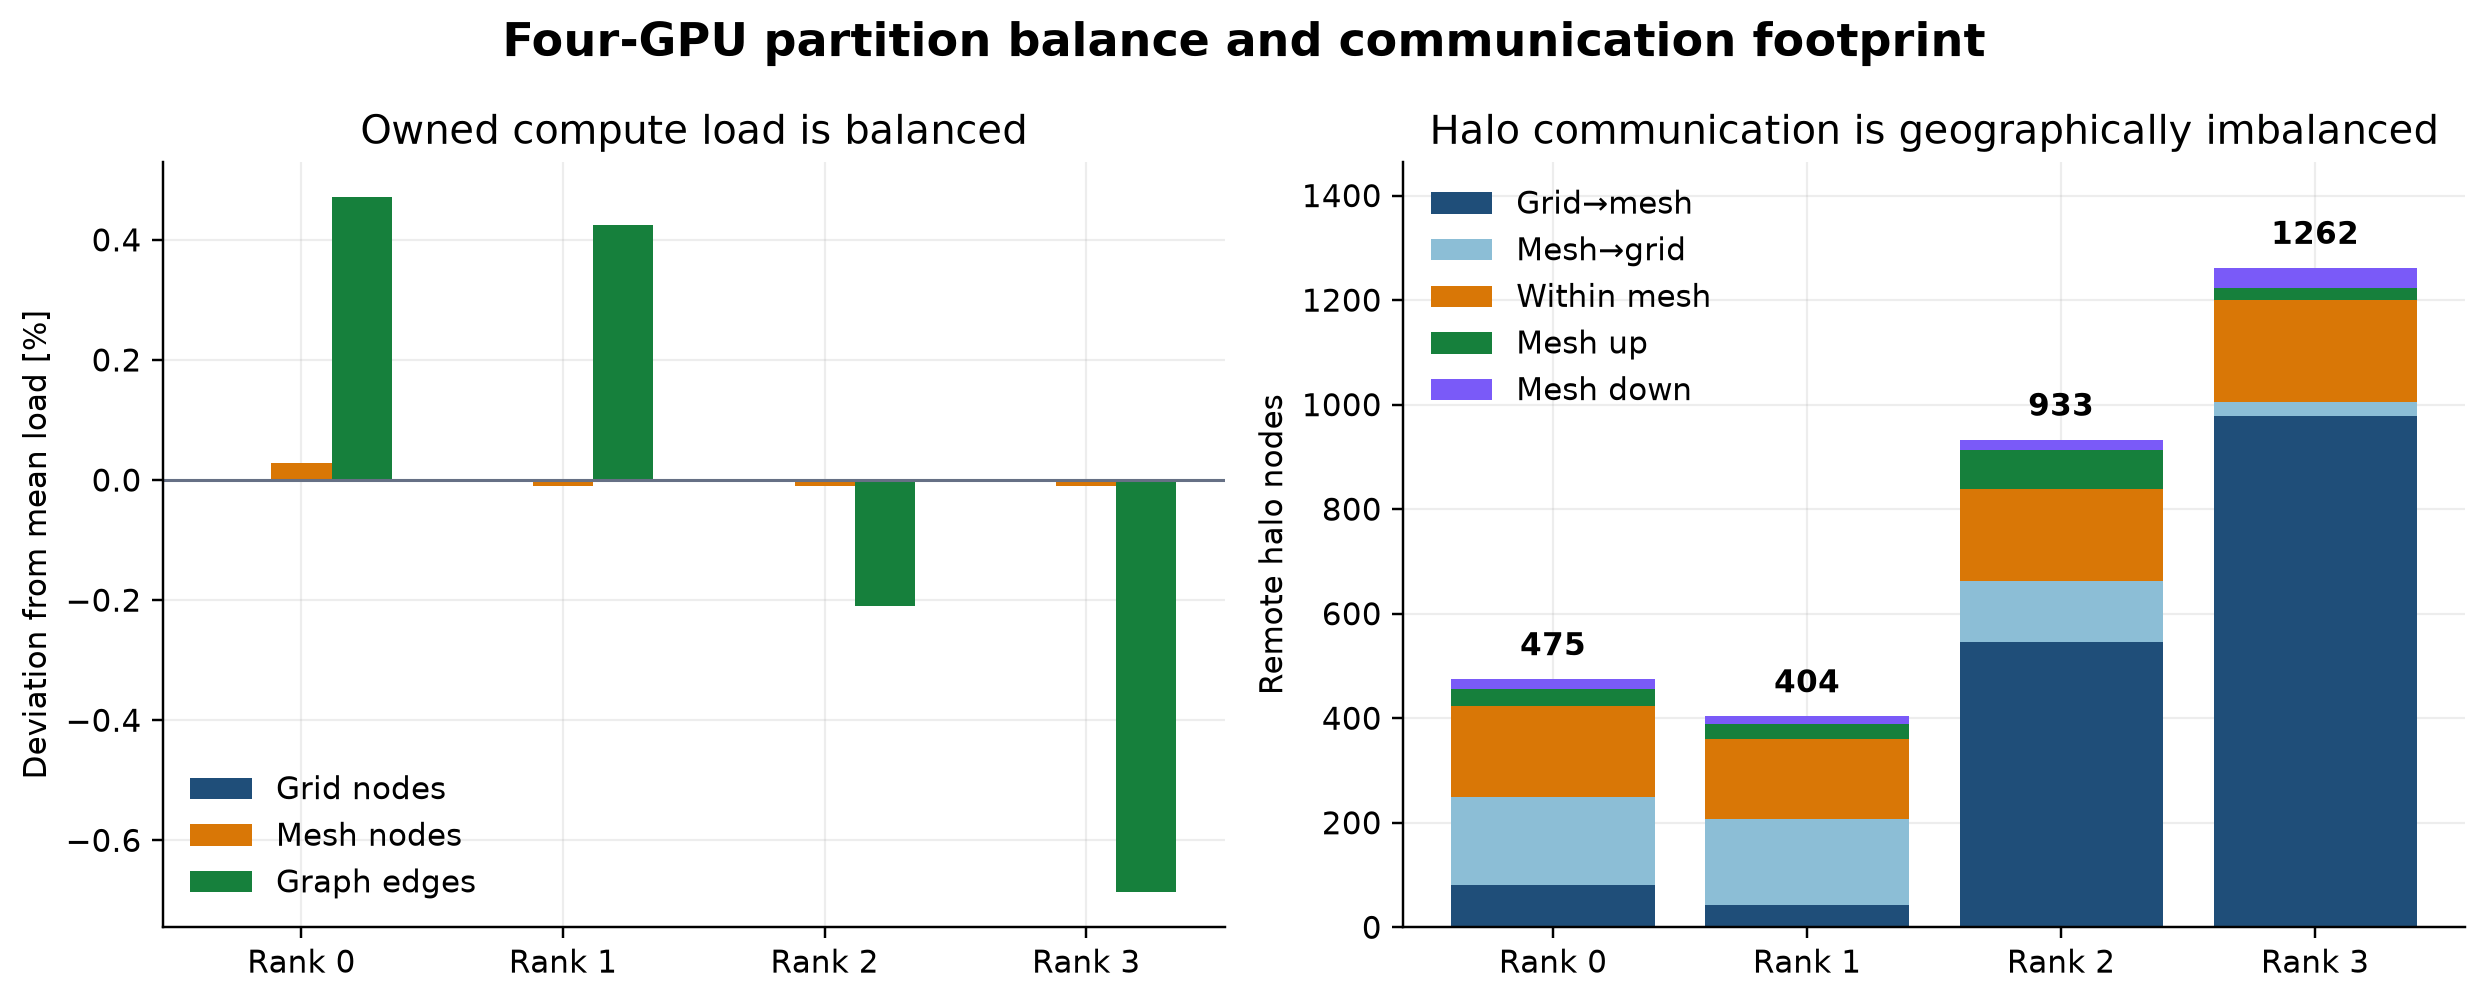 Four-GPU partition balance and communication footprint
Owned compute load is balanced
Deviation from mean load [%]
0.4
0.2
0.0
−0.2
−0.4
−0.6
Grid nodes
Mesh nodes
Graph edges
Rank 0
Rank 1
Rank 2
Rank 3
Halo communication is geographically imbalanced
Remote halo nodes
1400
1200
1000
800
600
400
200
0
Grid→mesh
Mesh→grid
Within mesh
Mesh up
Mesh down
475
404
933
1262
Rank 0
Rank 1
Rank 2
Rank 3